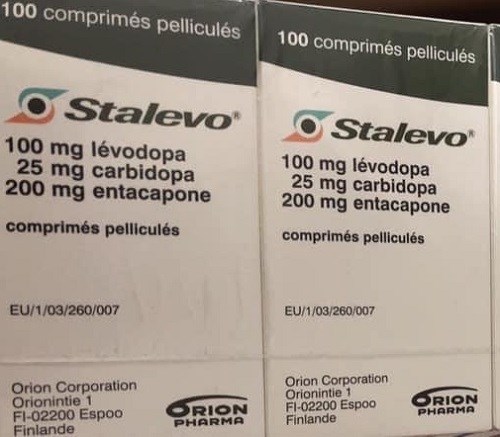 100 comprimés pelliculés
Stalevo®
100 mg lévodopa
25 mg carbidopa
200 mg entacapone
comprimés pelliculés
EU/1/03/260/007
Orion Corporation
Orionintie 1
FI-02200 Espoo
Finlande
ORION
PHARMA
100 comprimés pelliculés
Stalevo®
100 mg lévodopa
25 mg carbidopa
200 mg entacapone
comprimés pelliculés
EU/1/03/260/007
Orion Corporation
Orionintie 1
FI-02200 Espoo
Finlande
ORION
PHARMA